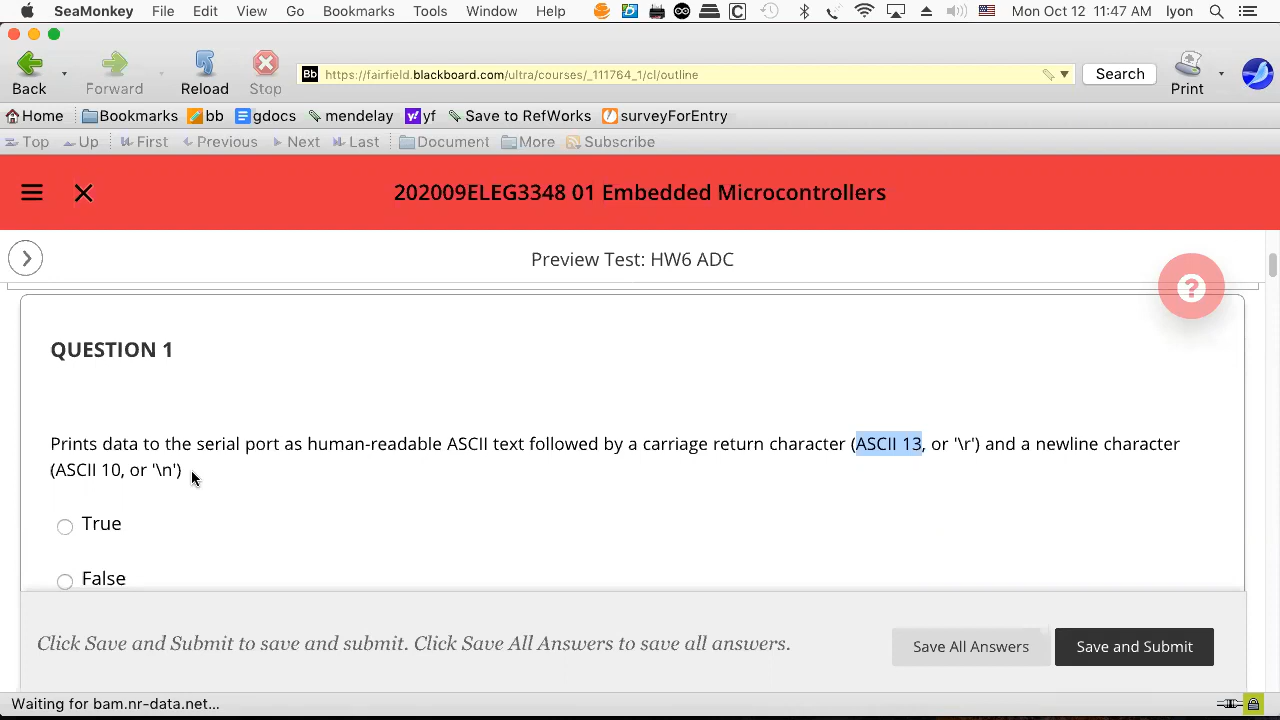 SeaMonkey File Edit View Go Bookmarks Tools Window Help Mon Oct 12 11:47 AM lyon
Back Forward Reload Stop Bb https://fairfield.blackboard.com/ultra/courses/_111764_1/cl/outline Search Print
Home Bookmarks bb gdocs mendelay yf Save to RefWorks surveyForEntry
Top Up First Previous Next Last Document More Subscribe
202009ELEG3348 01 Embedded Microcontrollers
Preview Test: HW6 ADC
?
QUESTION 1
Prints data to the serial port as human-readable ASCII text followed by a carriage return character (ASCII 13, or '\r') and a newline character
(ASCII 10, or '\n')
True
False
Click Save and Submit to save and submit. Click Save All Answers to save all answers.
Save All Answers
Save and Submit
Waiting for bam.nr-data.net...